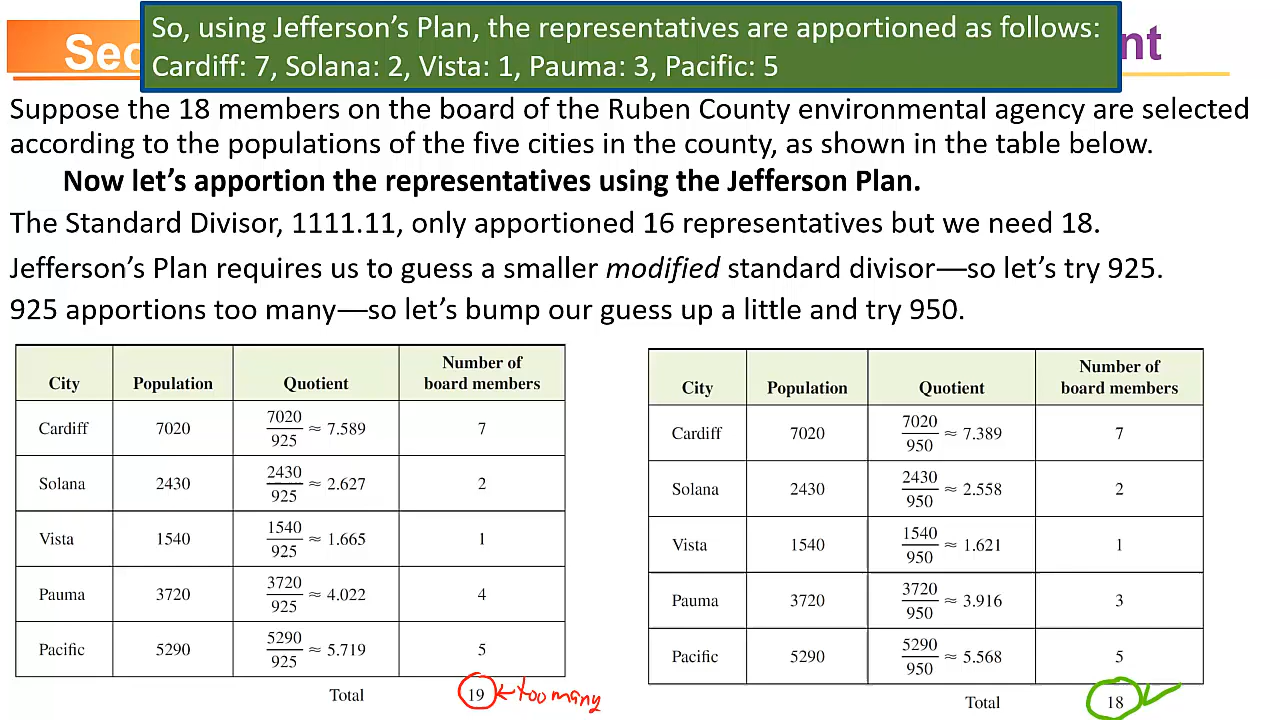 So, using Jefferson's Plan, the representatives are apportioned as follows:
Cardiff: 7, Solana: 2, Vista: 1, Pauma: 3, Pacific: 5
Suppose the 18 members on the board of the Ruben County environmental agency are selected
according to the populations of the five cities in the county, as shown in the table below.
Now let's apportion the representatives using the Jefferson Plan.
The Standard Divisor, 1111.11, only apportioned 16 representatives but we need 18.
Jefferson's Plan requires us to guess a smaller modified standard divisor—so let's try 925.
925 apportions too many—so let's bump our guess up a little and try 950.
City Population Quotient Number of board members
Cardiff 7020 7020/925 ≈ 7.589 7
Solana 2430 2430/925 ≈ 2.627 2
Vista 1540 1540/925 ≈ 1.665 1
Pauma 3720 3720/925 ≈ 4.022 4
Pacific 5290 5290/925 ≈ 5.719 5
Total 19 ← too many
City Population Quotient Number of board members
Cardiff 7020 7020/950 ≈ 7.389 7
Solana 2430 2430/950 ≈ 2.558 2
Vista 1540 1540/950 ≈ 1.621 1
Pauma 3720 3720/950 ≈ 3.916 3
Pacific 5290 5290/950 ≈ 5.568 5
Total 18 ✓